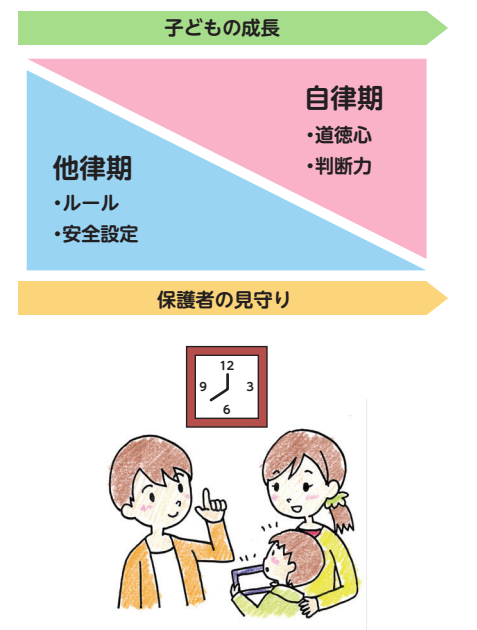 子どもの成長
自律期
・道徳心
・判断力
他律期
・ルール
・安全設定
保護者の見守り
12
9 3
6